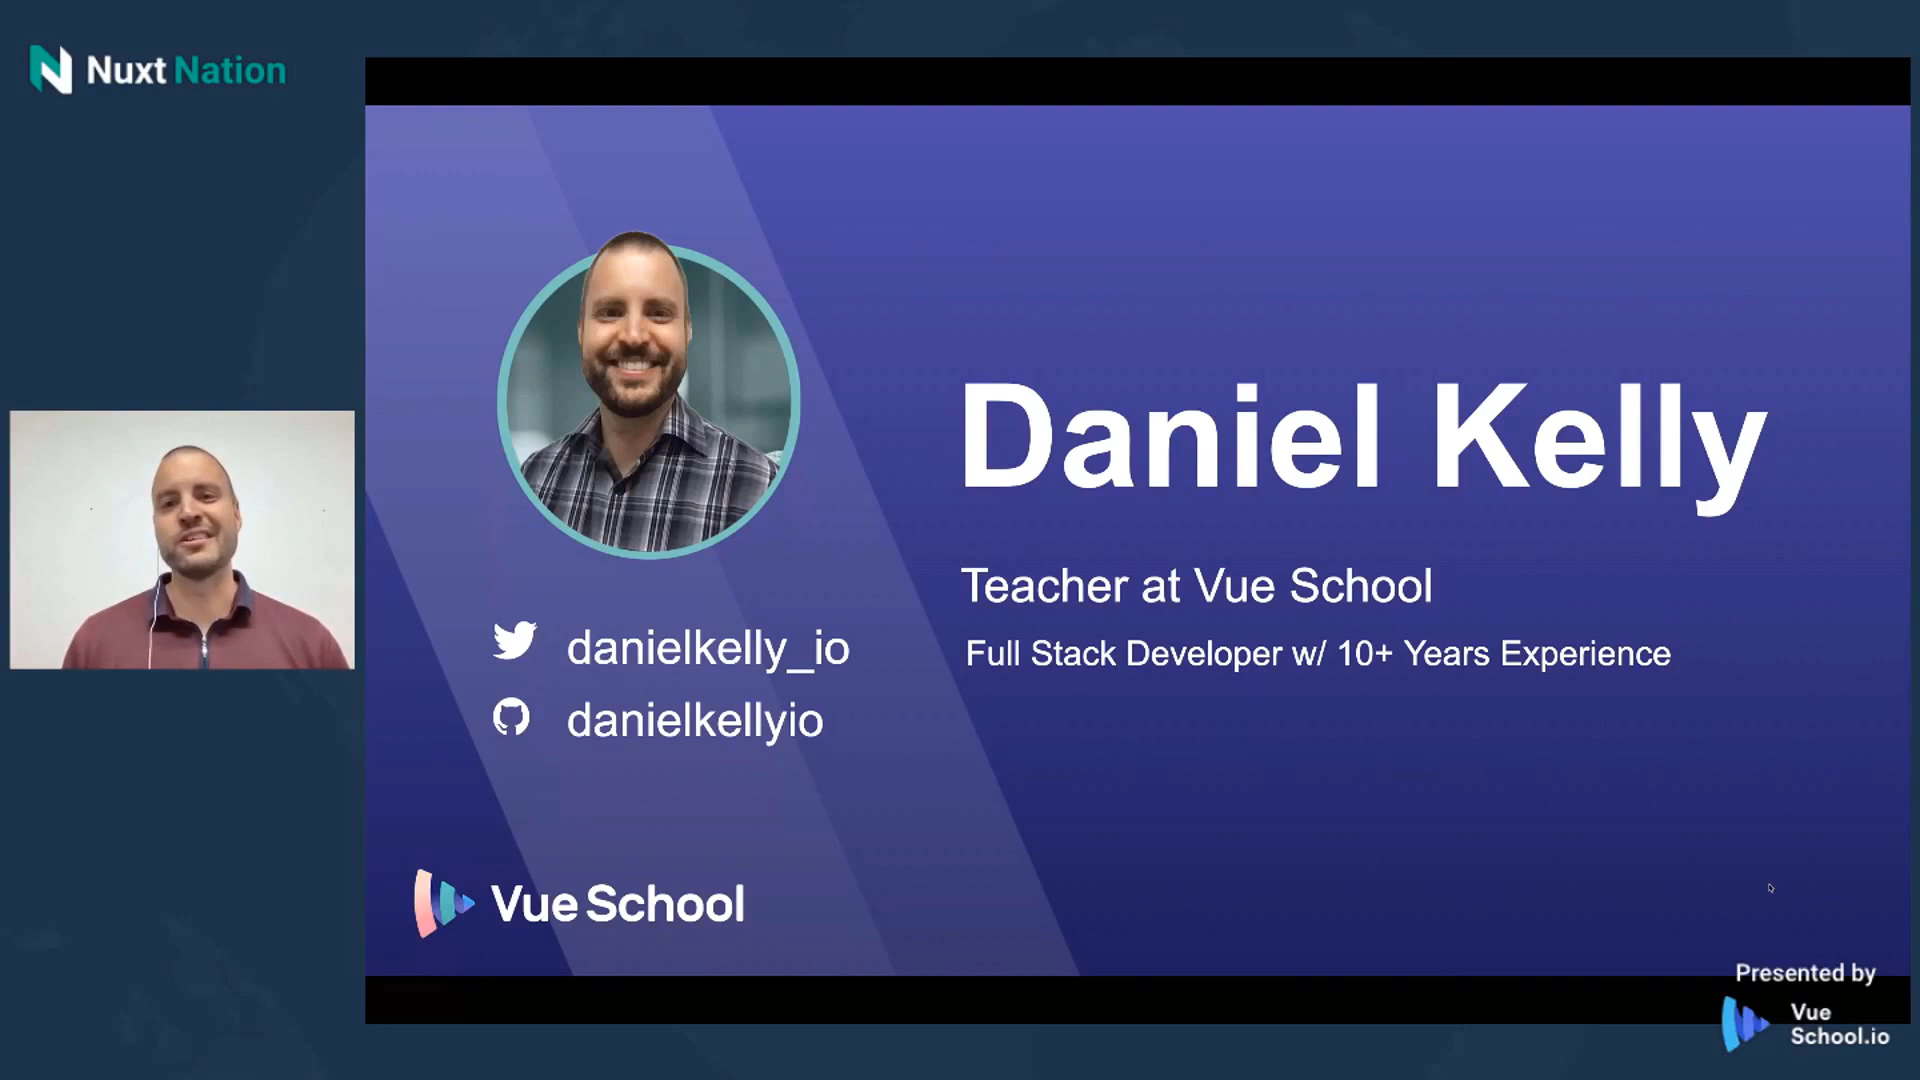 Nuxt Nation
Daniel Kelly
Teacher at Vue School
Full Stack Developer w/ 10+ Years Experience
danielkelly_io
danielkellyio
Vue School
Presented by
Vue
School.io